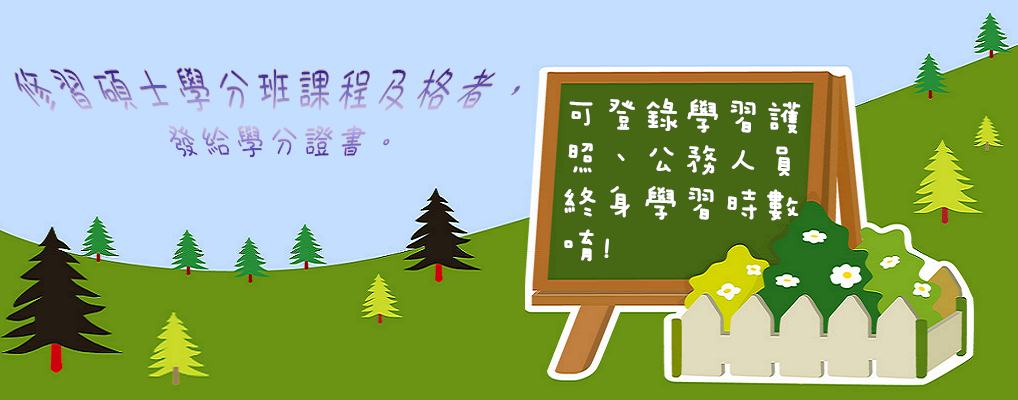 修習碩士學分班課程及格者，
發給學分證書。
可登錄學習護
照、公務人員
終身學習時數
唷!